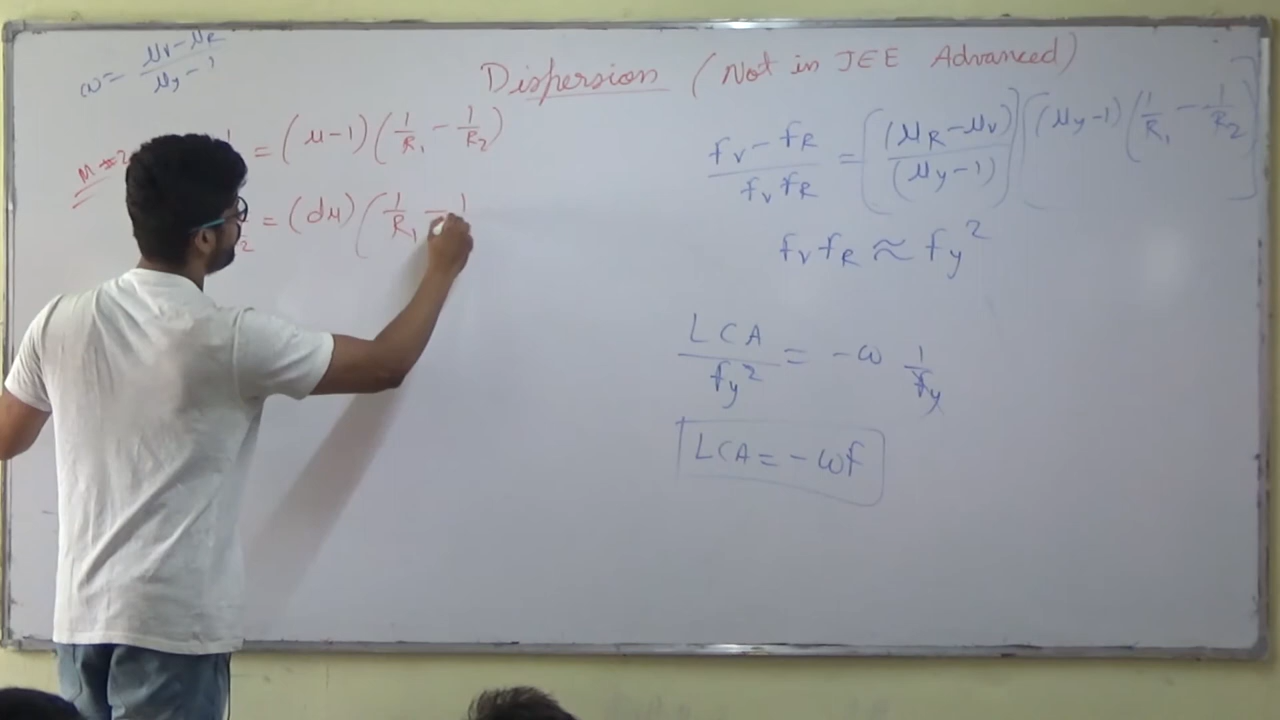 Dispersion (Not in JEE Advanced)
ω = μv - μR / μy - 1
= (μ-1)(1/R₁ - 1/R₂)
= (dμ)(1/R₁ - 1
fv - fR / fv fR = [(μR - μv) / (μy - 1)][(μy - 1)(1/R₁ - 1/R₂)]
fv fR ≈ fy²
LCA / fy² = -ω 1/fy
LCA = -ωf